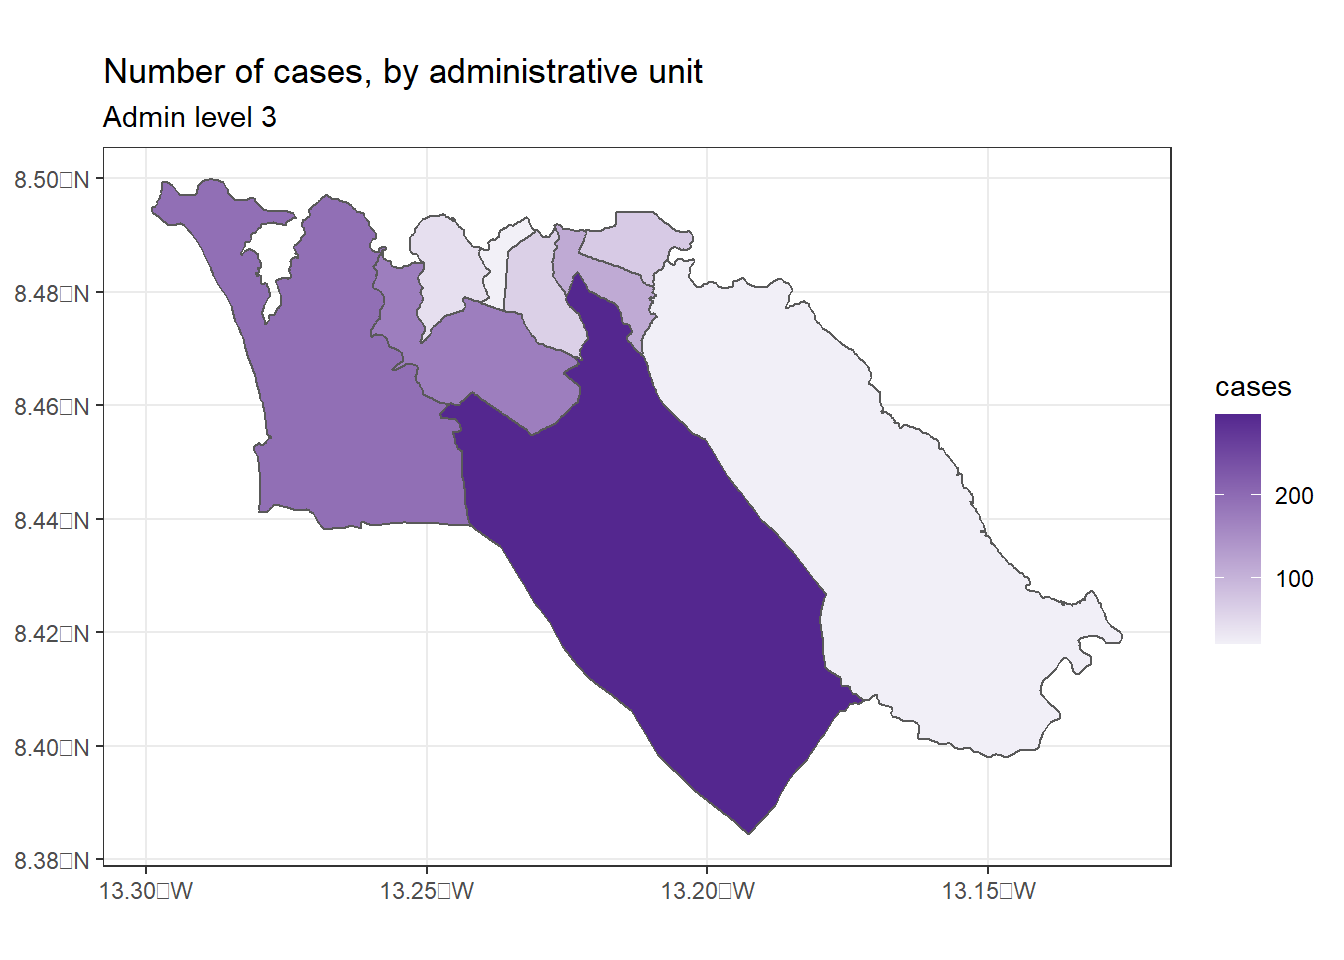 Number of cases, by administrative unit
Admin level 3
8.50□N
8.48□N
8.46□N
8.44□N
8.42□N
8.40□N
8.38□N
13.30□W
13.25□W
13.20□W
13.15□W
cases
200
100